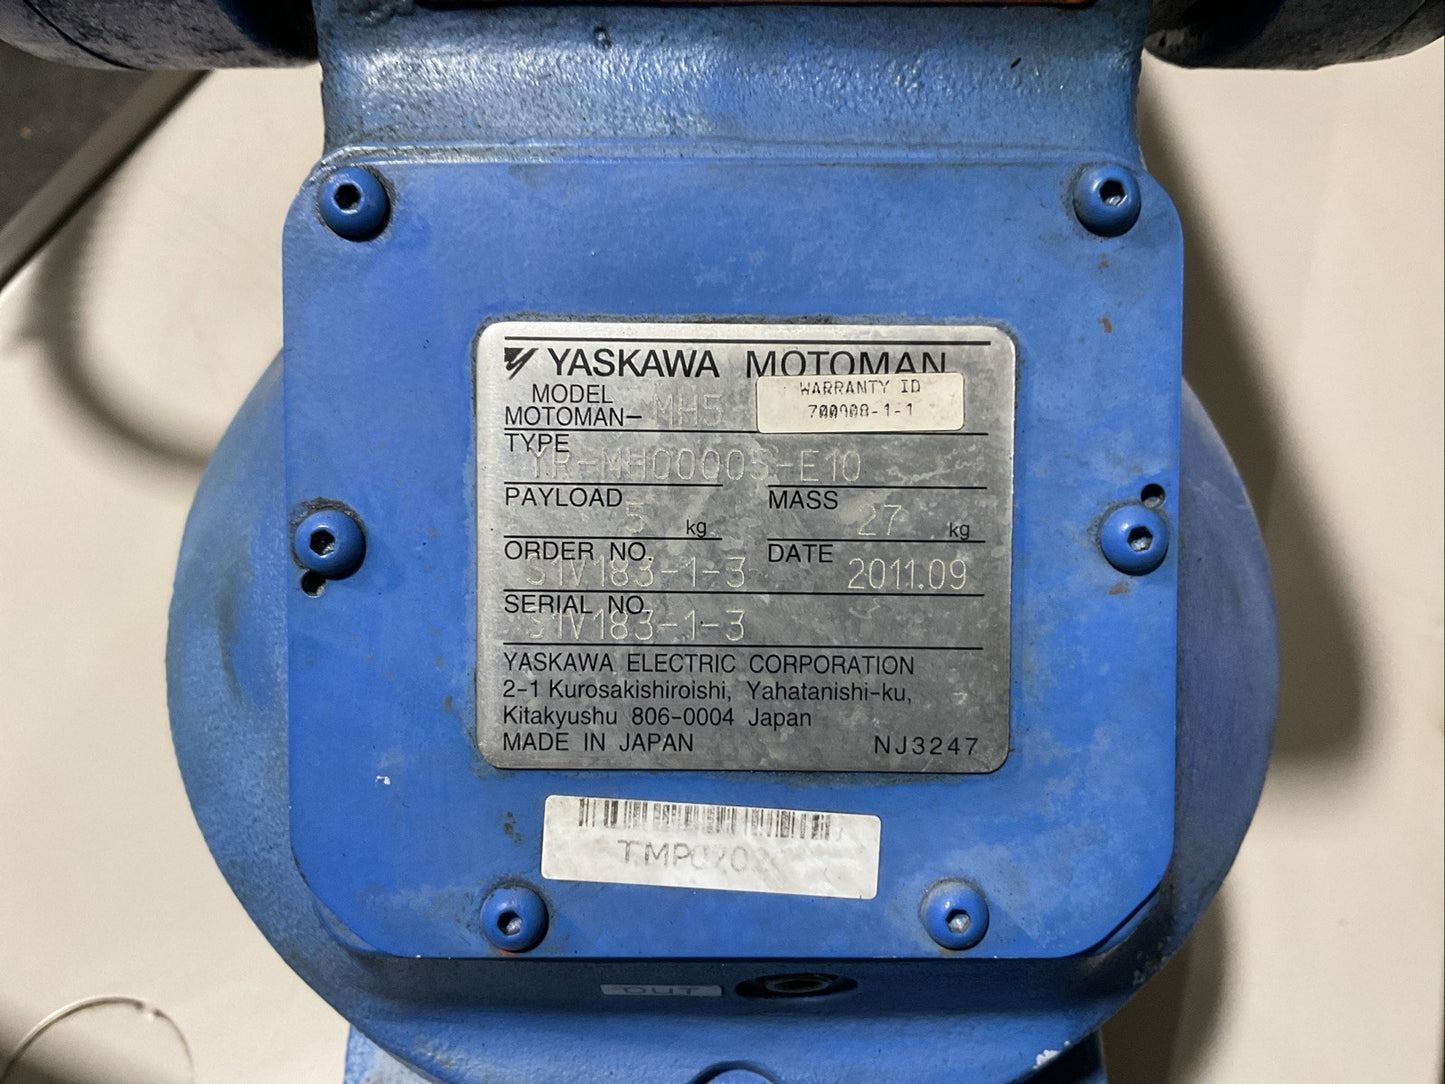 YASKAWA MOTOMAN
MODEL
MOTOMAN- MH5
WARRANTY ID
700908-1-1
TYPE
YR-MH00005-E10
PAYLOAD 5 kg MASS 27 kg
ORDER NO. S1V183-1-3 DATE 2011.09
SERIAL NO. S1V183-1-3
YASKAWA ELECTRIC CORPORATION
2-1 Kurosakishiroishi, Yahatanishi-ku,
Kitakyushu 806-0004 Japan
MADE IN JAPAN NJ3247
OUT